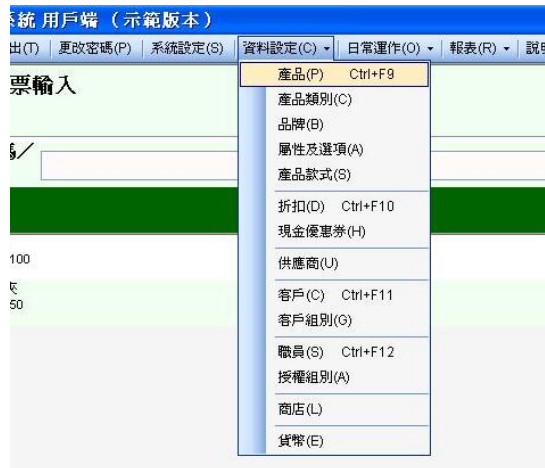 系統 用戶端 （示範版本）
出(T) 更改密碼(P) 系統設定(S) 資料設定(C) 日常運作(O) 報表(R) 說明
票輸入
碼／
100
夾
50
產品(P) Ctrl+F9
產品類別(C)
品牌(B)
屬性及選項(A)
產品款式(S)
折扣(D) Ctrl+F10
現金優惠券(H)
供應商(U)
客戶(C) Ctrl+F11
客戶組別(G)
職員(S) Ctrl+F12
授權組別(A)
商店(L)
貨幣(E)